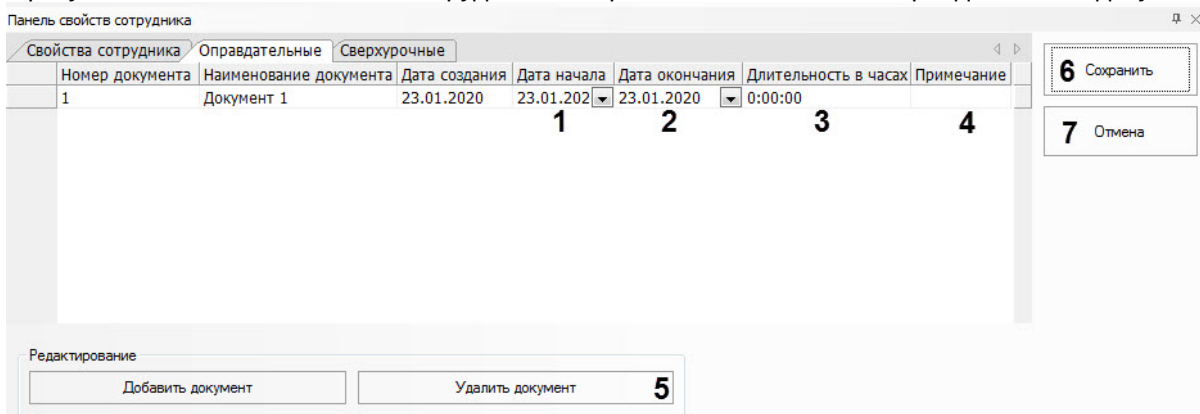 Панель свойств сотрудника
Свойства сотрудника Оправдательные Сверхурочные
Номер документа Наименование документа Дата создания Дата начала Дата окончания Длительность в часах Примечание
1 Документ 1 23.01.2020 23.01.202 23.01.2020 0:00:00
1 2 3 4
6 Сохранить
7 Отмена
Редактирование
Добавить документ Удалить документ 5